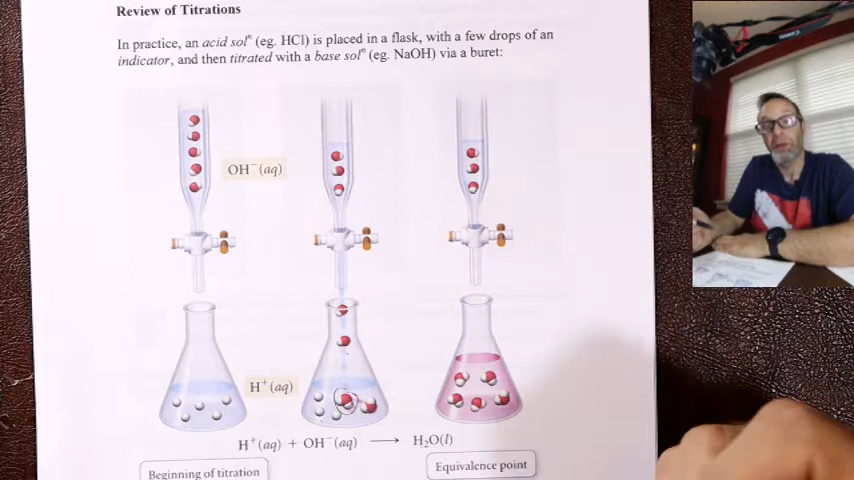 Review of Titrations
In practice, an acid solⁿ (eg. HCl) is placed in a flask, with a few drops of an
indicator, and then titrated with a base solⁿ (eg. NaOH) via a buret:
OH⁻(aq)
H⁺(aq)
H⁺(aq) + OH⁻(aq) ⟶ H₂O(l)
Beginning of titration
Equivalence point
Canon